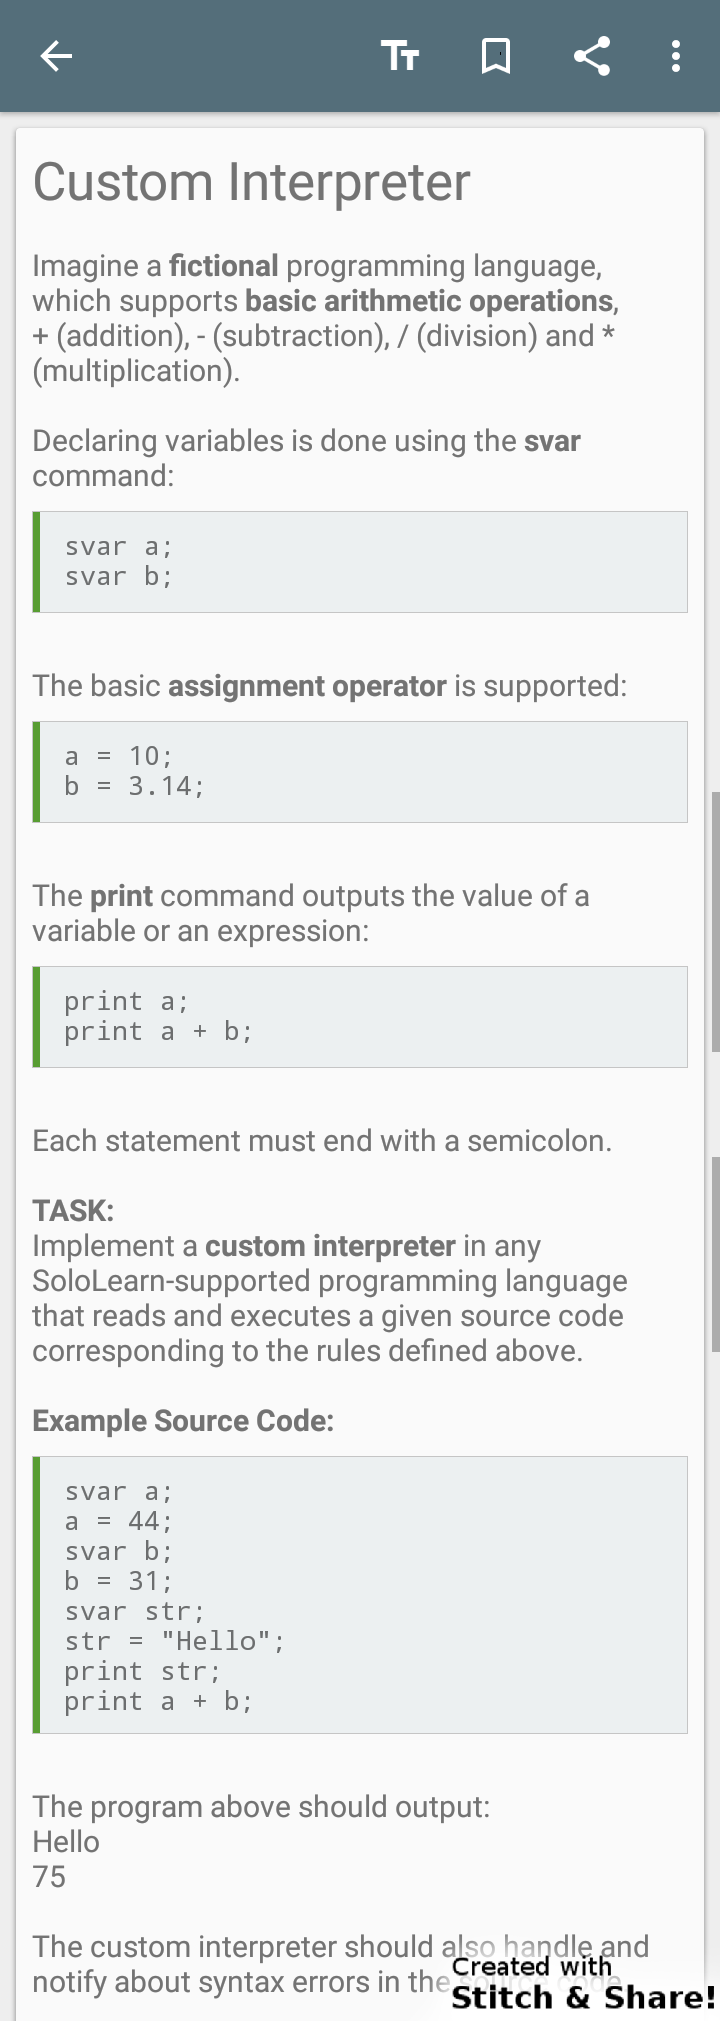 Custom Interpreter
Imagine a fictional programming language,
which supports basic arithmetic operations,
+ (addition), - (subtraction), / (division) and *
(multiplication).
Declaring variables is done using the svar
command:
svar a;
svar b;
The basic assignment operator is supported:
a = 10;
b = 3.14;
The print command outputs the value of a
variable or an expression:
print a;
print a + b;
Each statement must end with a semicolon.
TASK:
Implement a custom interpreter in any
SoloLearn-supported programming language
that reads and executes a given source code
corresponding to the rules defined above.
Example Source Code:
svar a;
a = 44;
svar b;
b = 31;
svar str;
str = "Hello";
print str;
print a + b;
The program above should output:
Hello
75
The custom interpreter should also handle and
notify about syntax errors in the source code
Created with
Stitch & Share!